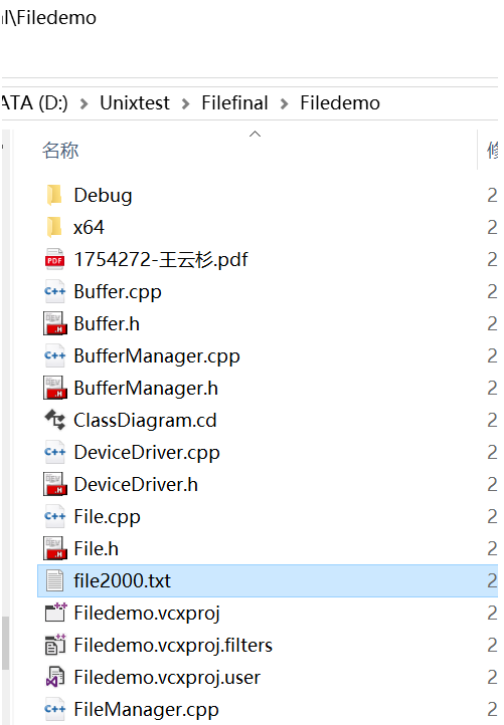 l\Filedemo
ATA (D:) > Unixtest > Filefinal > Filedemo
名称
Debug
x64
1754272-王云杉.pdf
Buffer.cpp
Buffer.h
BufferManager.cpp
BufferManager.h
ClassDiagram.cd
DeviceDriver.cpp
DeviceDriver.h
File.cpp
File.h
file2000.txt
Filedemo.vcxproj
Filedemo.vcxproj.filters
Filedemo.vcxproj.user
FileManager.cpp